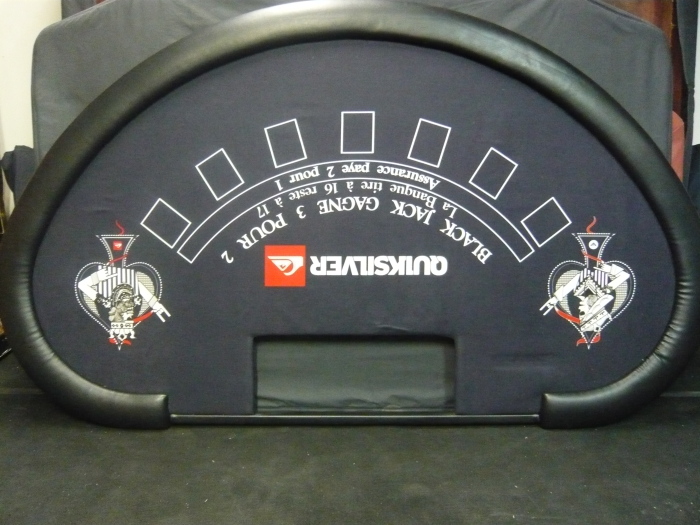 QUIKSILVER
BLACK JACK GAGNE 3 POUR 2
La Banque tire à 16 reste à 17
Assurance paye 2 pour 1